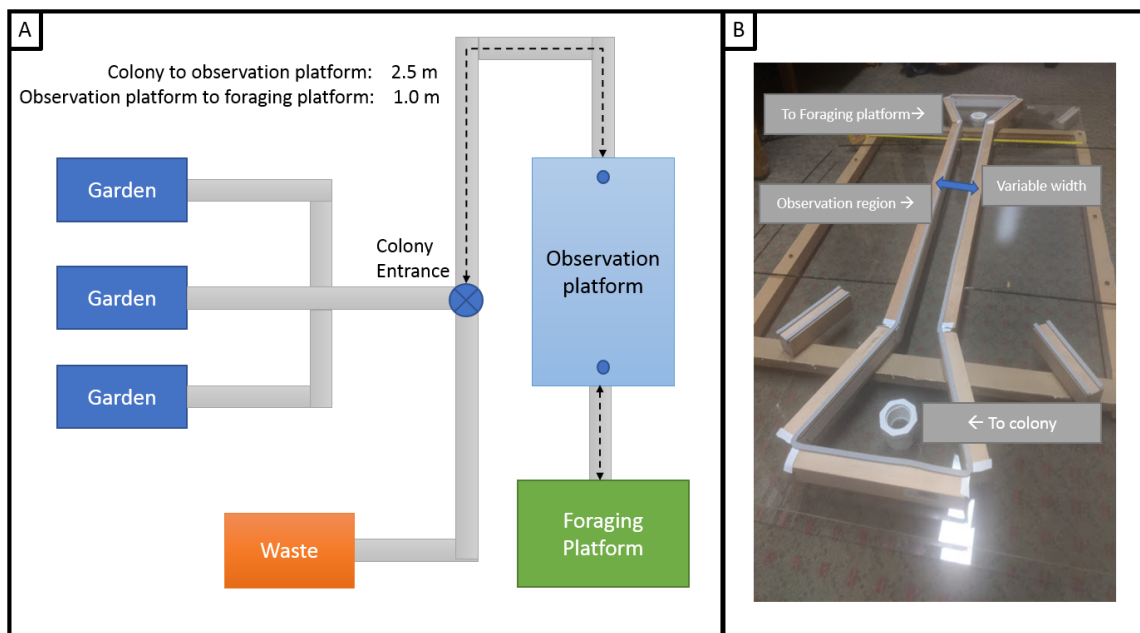 A
Colony to observation platform: 2.5 m
Observation platform to foraging platform: 1.0 m
Garden
Garden
Garden
Colony
Entrance
Observation
platform
Waste
Foraging
Platform
B
To Foraging platform→
Observation region →
Variable width
← To colony